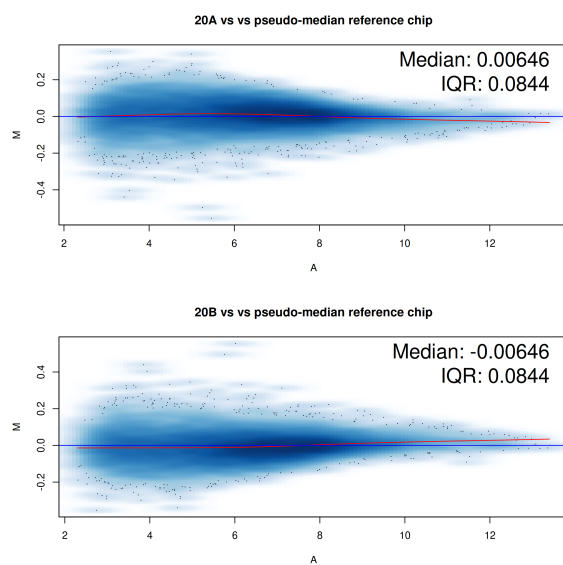 20A vs vs pseudo-median reference chip
Median: 0.00646
IQR: 0.0844
0.2
0.0
-0.2
-0.4
M
2 4 6 8 10 12
A
20B vs vs pseudo-median reference chip
Median: -0.00646
IQR: 0.0844
0.4
0.2
0.0
-0.2
M
2 4 6 8 10 12
A